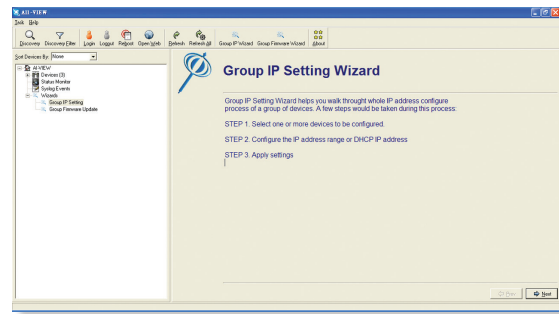 AII-VIEW
Tools Help
Discovery Discovery Filter Login Logout Reboot Open Web Refresh Refresh All Group IP Wizard Group Firmware Wizard About
Sort Devices By: None
AI-VIEW
Devices (3)
Status Monitor
Syslog Events
Wizards
Group IP Setting
Group Firmware Update
Group IP Setting Wizard
Group IP Setting Wizard helps you walk throught whole IP address configure
process of a group of devices. A few steps would be taken during this process.
STEP 1. Select one or more devices to be configured.
STEP 2. Configure the IP address range or DHCP IP address
STEP 3. Apply settings
Prev Next